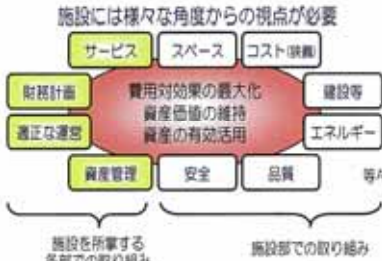 施設には様々な角度からの視点が必要
サービス スペース コスト(狭義)
財務計画 費用対効果の最大化 建設等
資産価値の維持
適正な運営 資産の有効活用 エネルギー
資産管理 安全 品質 等々
施設を所掌する
各部での取り組み
施設部での取り組み